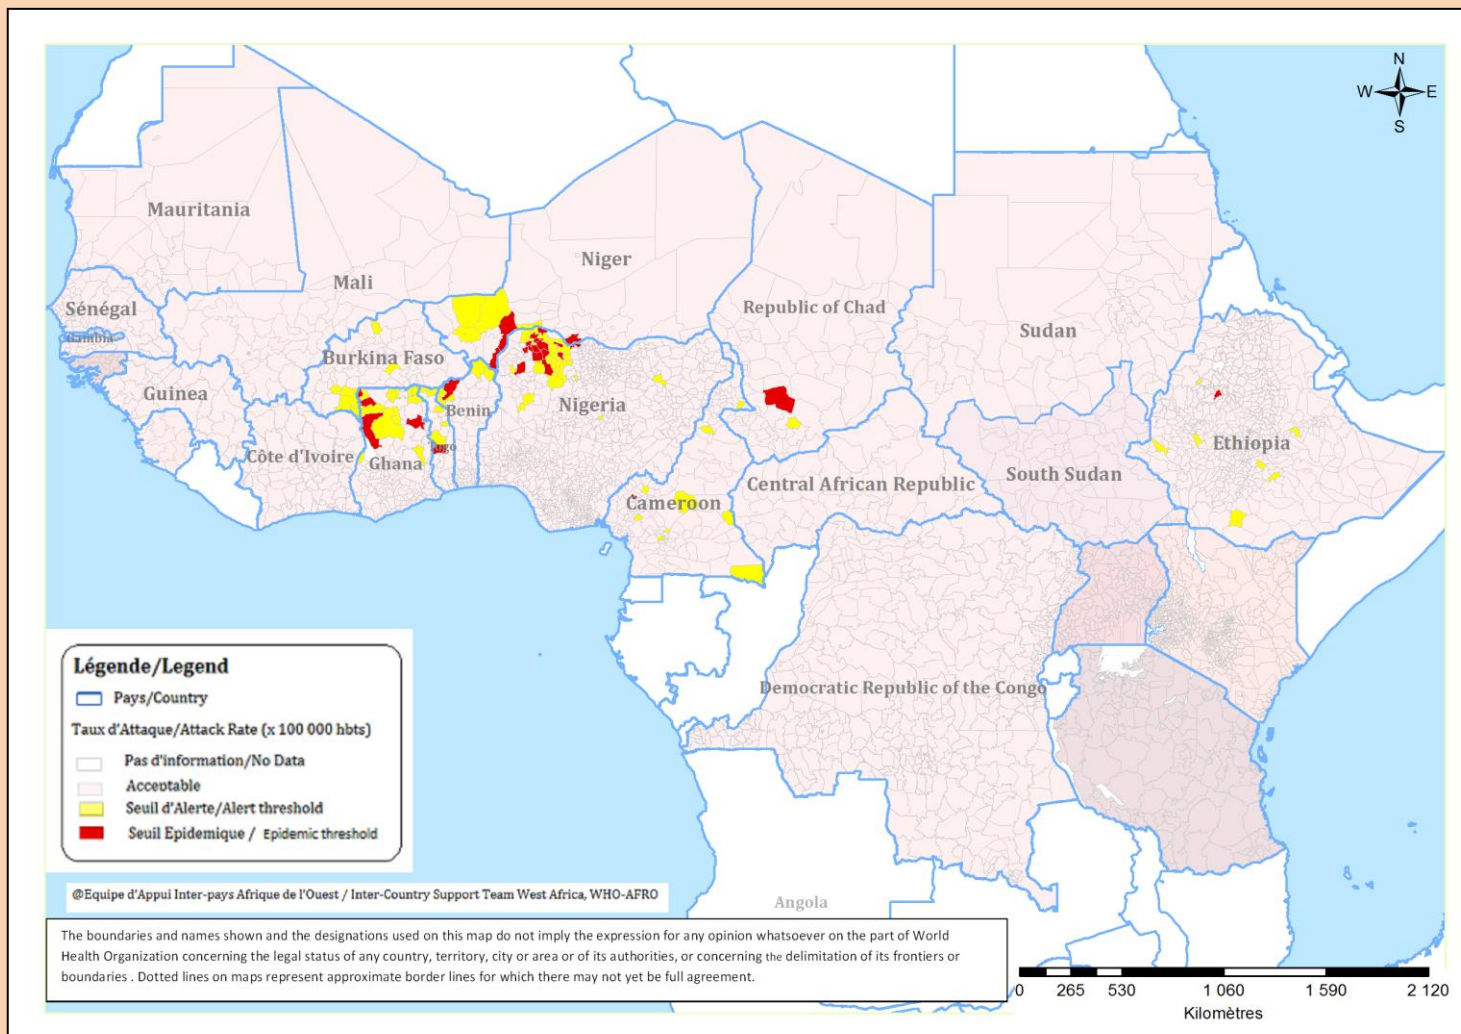 N
W E
S
Mauritania
Mali
Niger
Republic of Chad
Sudan
Sénégal
Gambia
Burkina Faso
Guinea
Benin
Nigeria
Ethiopia
Côte d'Ivoire
Ghana
Togo
Cameroon
Central African Republic
South Sudan
Democratic Republic of the Congo
Angola
Légende/Legend
Pays/Country
Taux d'Attaque/Attack Rate (x 100 000 hbts)
Pas d'information/No Data
Acceptable
Seuil d'Alerte/Alert threshold
Seuil Epidemique / Epidemic threshold
@Equipe d'Appui Inter-pays Afrique de l'Ouest / Inter-Country Support Team West Africa, WHO-AFRO
The boundaries and names shown and the designations used on this map do not imply the expression for any opinion whatsoever on the part of World
Health Organization concerning the legal status of any country, territory, city or area or of its authorities, or concerning the delimitation of its frontiers or
boundaries . Dotted lines on maps represent approximate border lines for which there may not yet be full agreement.
0 265 530 1 060 1 590 2 120
Kilomètres